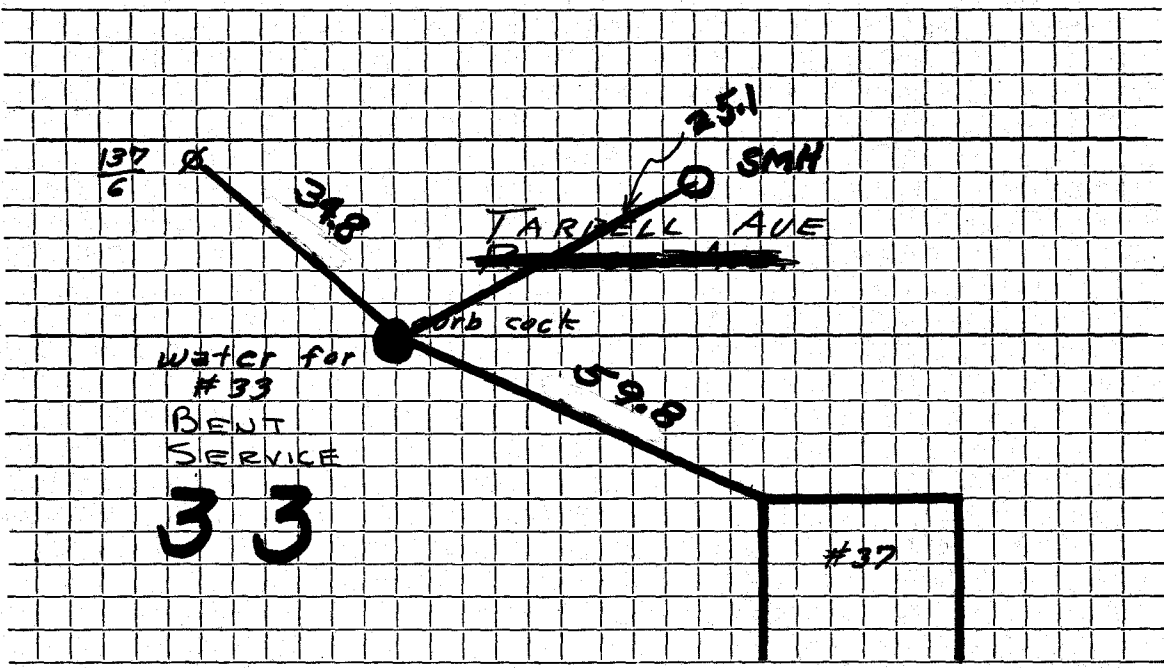 25.1
SMH
137
6
34.8
TARBELL AVE
curb cock
water for
#33
BENT
SERVICE
33
59.8
#37